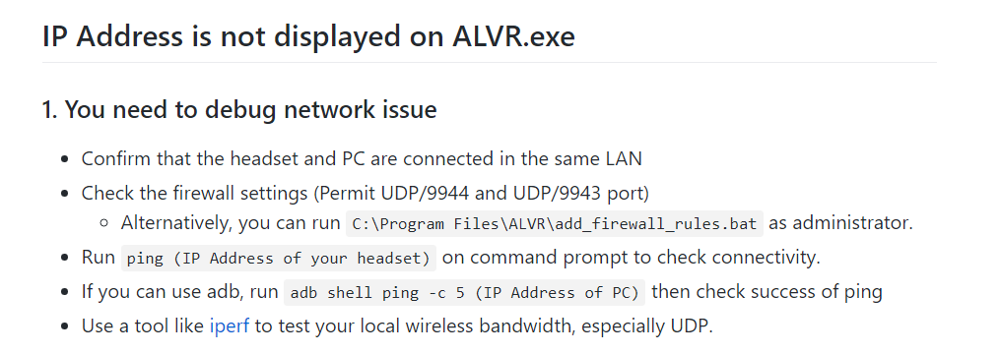 IP Address is not displayed on ALVR.exe
1. You need to debug network issue
• Confirm that the headset and PC are connected in the same LAN
• Check the firewall settings (Permit UDP/9944 and UDP/9943 port)
◦ Alternatively, you can run C:\Program Files\ALVR\add_firewall_rules.bat as administrator.
• Run ping (IP Address of your headset) on command prompt to check connectivity.
• If you can use adb, run adb shell ping -c 5 (IP Address of PC) then check success of ping
• Use a tool like iperf to test your local wireless bandwidth, especially UDP.